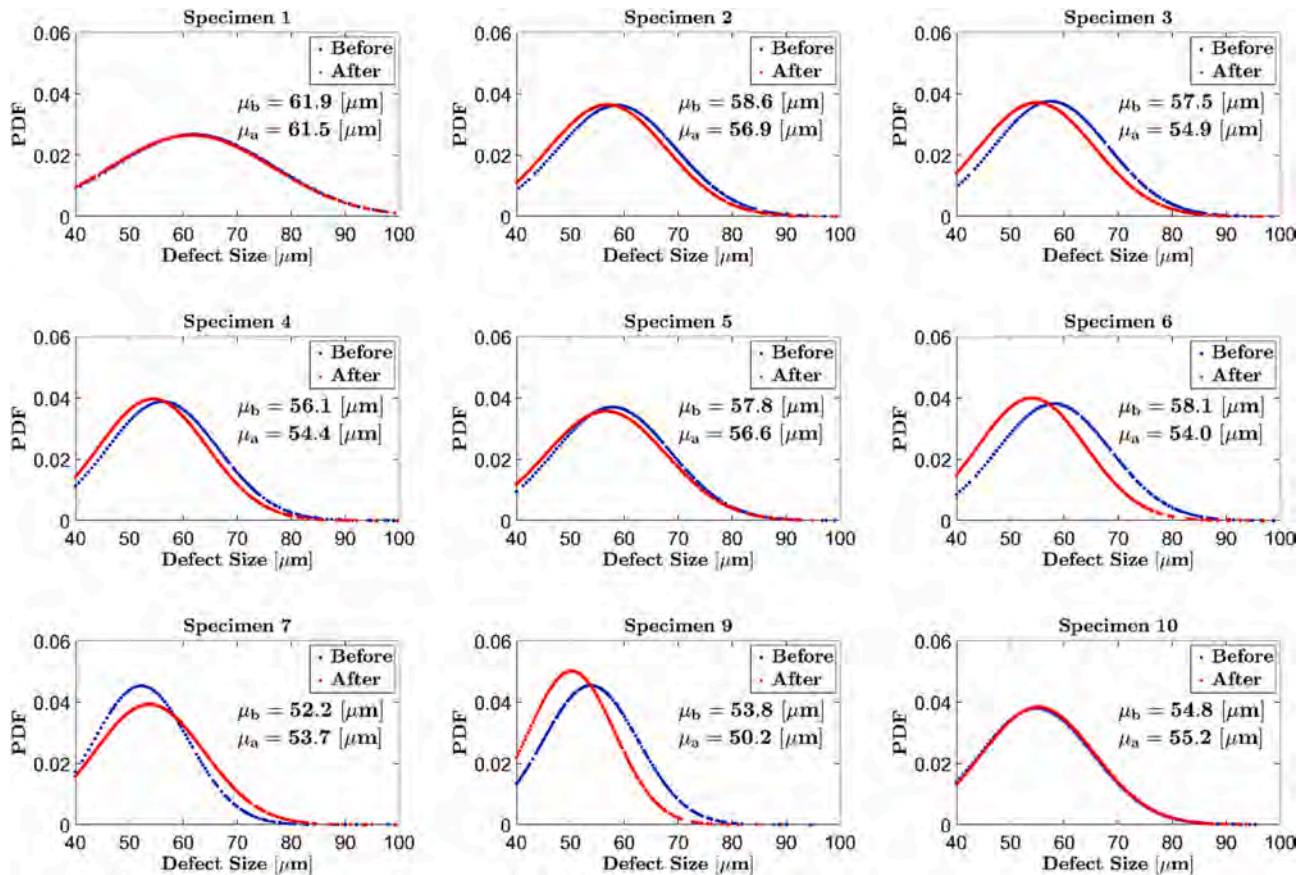 Specimen 1
0.06
0.04
0.02
0
PDF
Before
After
μb = 61.9 [μm]
μa = 61.5 [μm]
40 50 60 70 80 90 100
Defect Size [μm]
Specimen 2
0.06
0.04
0.02
0
PDF
Before
After
μb = 58.6 [μm]
μa = 56.9 [μm]
40 50 60 70 80 90 100
Defect Size [μm]
Specimen 3
0.06
0.04
0.02
0
PDF
Before
After
μb = 57.5 [μm]
μa = 54.9 [μm]
40 50 60 70 80 90 100
Defect Size [μm]
Specimen 4
0.06
0.04
0.02
0
PDF
Before
After
μb = 56.1 [μm]
μa = 54.4 [μm]
40 50 60 70 80 90 100
Defect Size [μm]
Specimen 5
0.06
0.04
0.02
0
PDF
Before
After
μb = 57.8 [μm]
μa = 56.6 [μm]
40 50 60 70 80 90 100
Defect Size [μm]
Specimen 6
0.06
0.04
0.02
0
PDF
Before
After
μb = 58.1 [μm]
μa = 54.0 [μm]
40 50 60 70 80 90 100
Defect Size [μm]
Specimen 7
0.06
0.04
0.02
0
PDF
Before
After
μb = 52.2 [μm]
μa = 53.7 [μm]
40 50 60 70 80 90 100
Defect Size [μm]
Specimen 9
0.06
0.04
0.02
0
PDF
Before
After
μb = 53.8 [μm]
μa = 50.2 [μm]
40 50 60 70 80 90 100
Defect Size [μm]
Specimen 10
0.06
0.04
0.02
0
PDF
Before
After
μb = 54.8 [μm]
μa = 55.2 [μm]
40 50 60 70 80 90 100
Defect Size [μm]